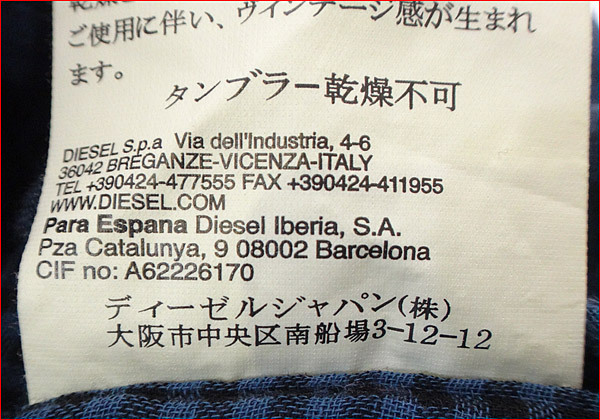 ご使用に伴い、ヴィンテージ感が生まれ
ます。
タンブラー乾燥不可
DIESEL S.p.a Via dell'Industria, 4-6
36042 BREGANZE-VICENZA-ITALY
TEL +390424-477555 FAX +390424-411955
WWW.DIESEL.COM
Para Espana Diesel Iberia, S.A.
Pza Catalunya, 9 08002 Barcelona
CIF no: A62226170
ディーゼルジャパン(株)
大阪市中央区南船場3-12-12